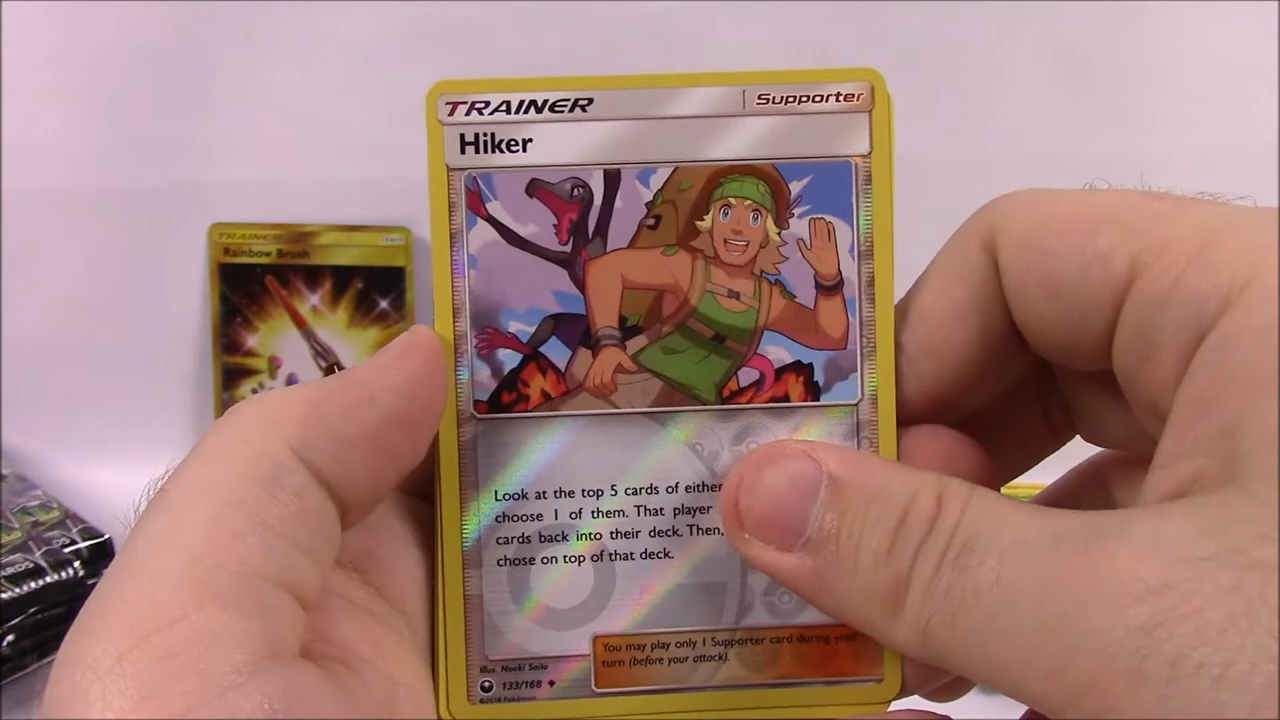 TRAINER
Supporter
Hiker
TRAINER
Rainbow Brush
Look at the top 5 cards of either
choose 1 of them. That player
cards back into their deck. Then,
chose on top of that deck.
You may play only 1 Supporter card during your
turn (before your attack).
Illus. Naoki Saito
133/168
©2018 Pokémon
CARDS